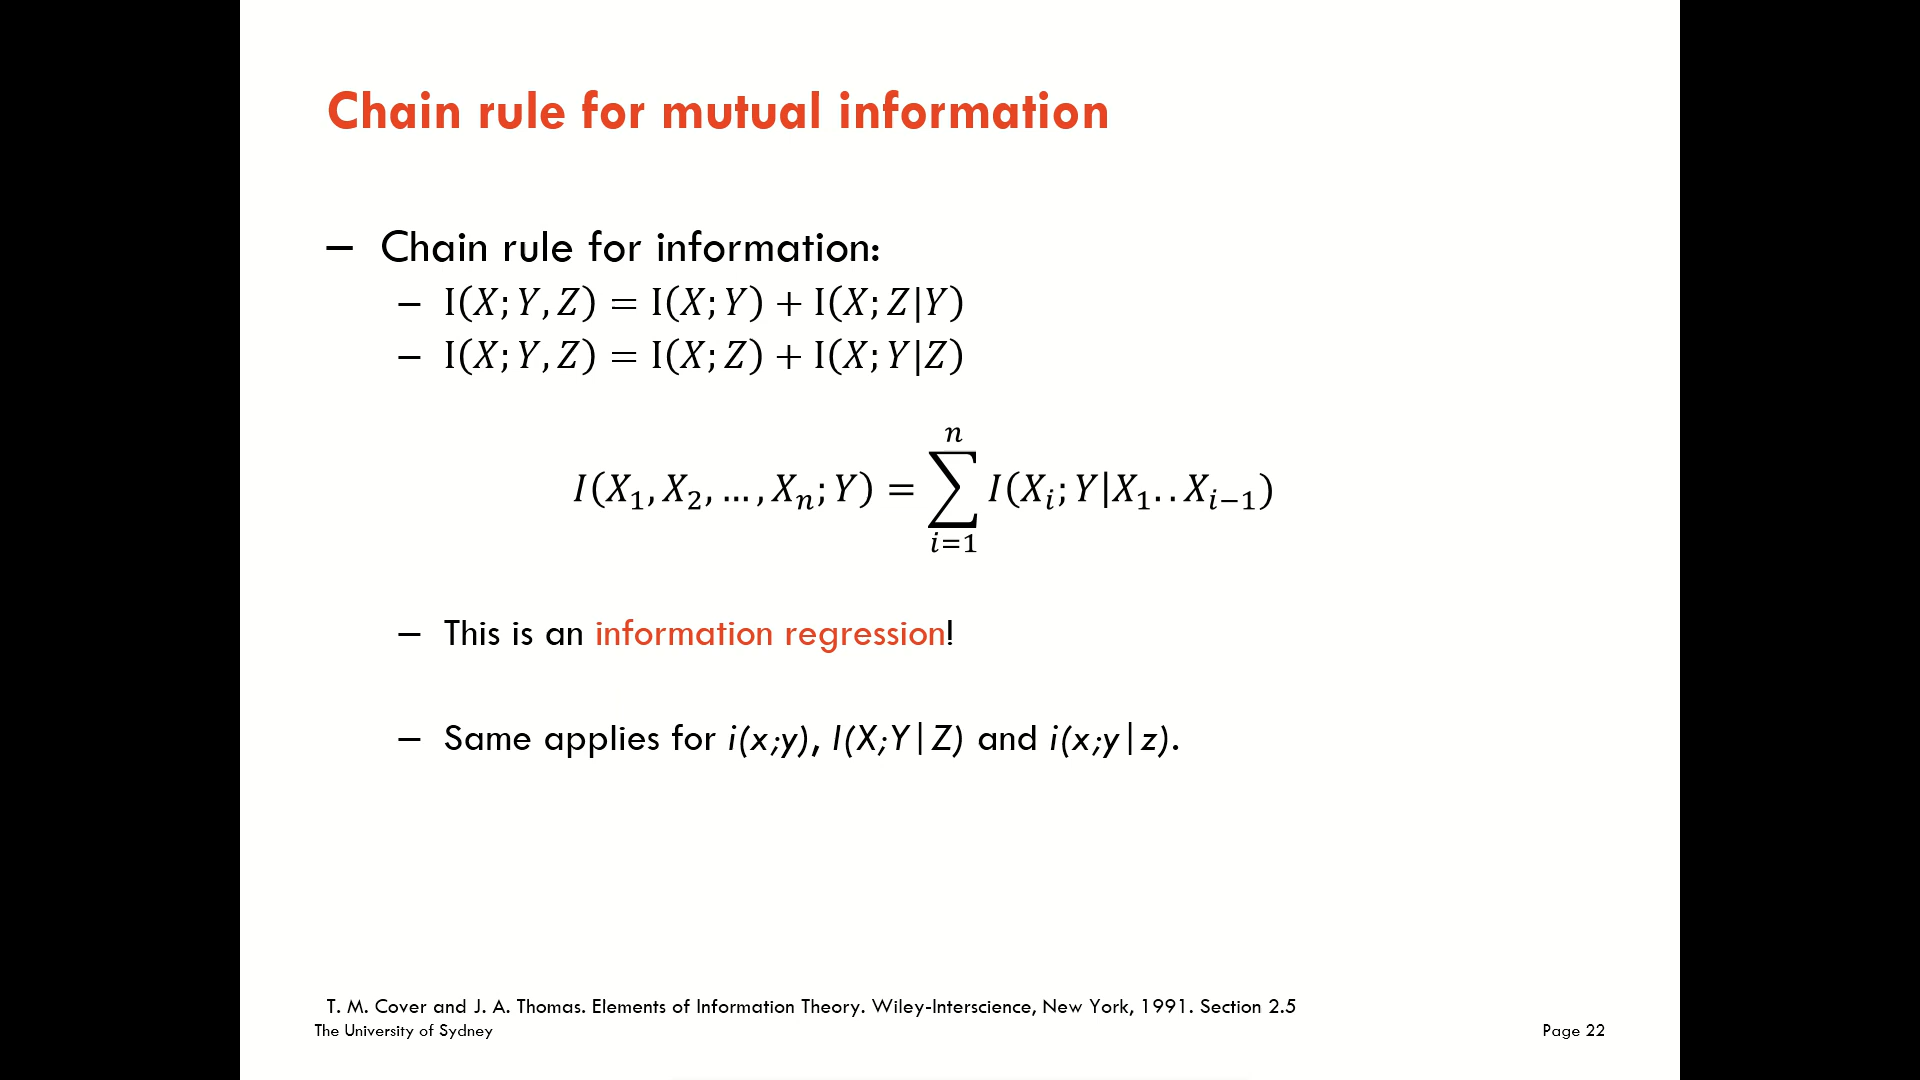 Chain rule for mutual information
– Chain rule for information:
– I(X; Y, Z) = I(X; Y) + I(X; Z|Y)
– I(X; Y, Z) = I(X; Z) + I(X; Y|Z)
I(X₁, X₂, … , Xₙ; Y) = ∑ⁿᵢ₌₁ I(Xᵢ; Y|X₁. . Xᵢ₋₁)
– This is an information regression!
– Same applies for i(x;y), I(X;Y|Z) and i(x;y|z).
T. M. Cover and J. A. Thomas. Elements of Information Theory. Wiley-Interscience, New York, 1991. Section 2.5
The University of Sydney
Page 22